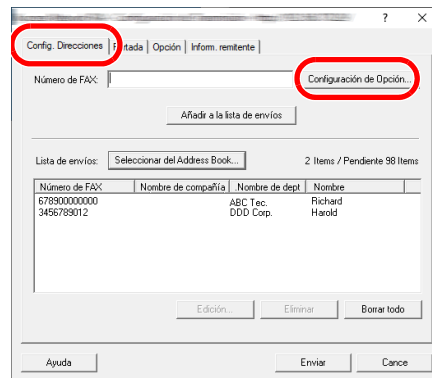 ? ×
Config. Direcciones | Portada | Opción | Inform. remitente
Número de FAX: Configuración de Opción...
Añadir a la lista de envíos
Lista de envíos: Seleccionar del Address Book... 2 Items / Pendiente 98 Items
Número de FAX Nombre de compañía .Nombre de dept Nombre
678900000000 ABC Tec. Richard
3456789012 DDD Corp. Harold
Edición... Eliminar Borrar todo
Ayuda Enviar Cance